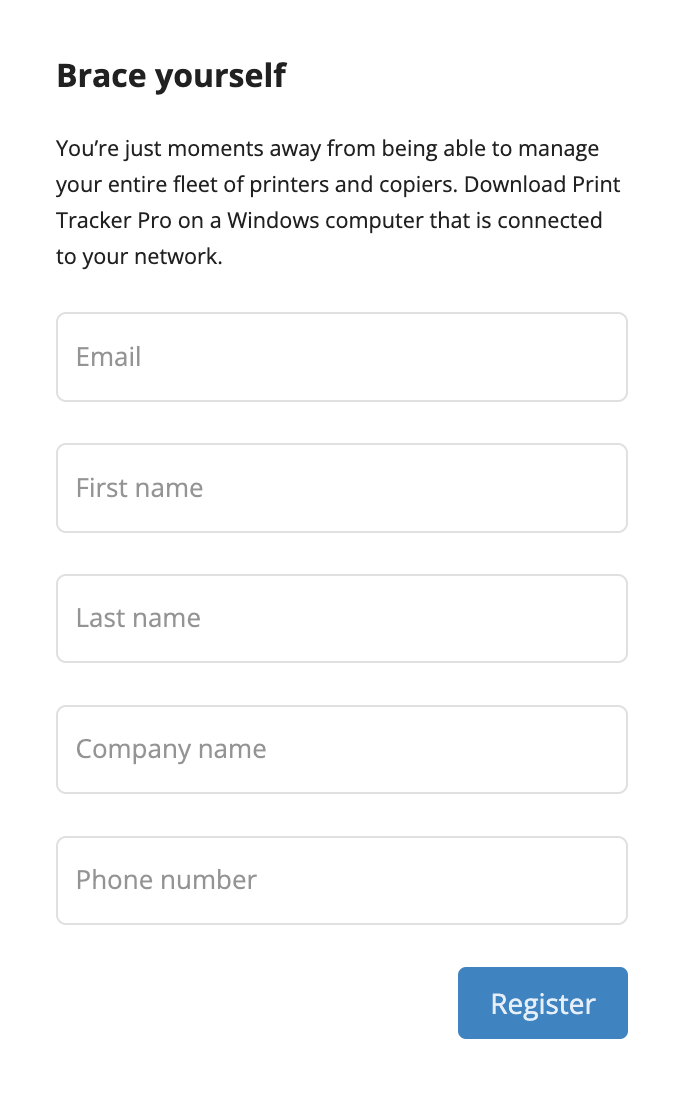 Brace yourself
You’re just moments away from being able to manage
your entire fleet of printers and copiers. Download Print
Tracker Pro on a Windows computer that is connected
to your network.
Email
First name
Last name
Company name
Phone number
Register